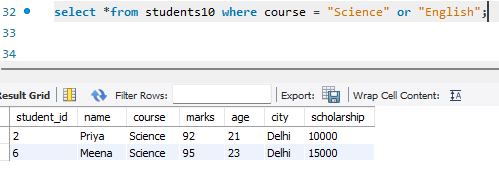 32 select *from students10 where course = "Science" or "English";
33
34
Result Grid Filter Rows: Export: Wrap Cell Content: IA
student_id name course marks age city scholarship
2 Priya Science 92 21 Delhi 10000
6 Meena Science 95 23 Delhi 15000